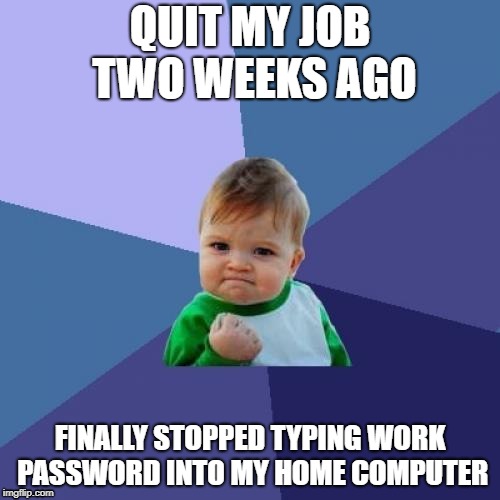 QUIT MY JOB
TWO WEEKS AGO
FINALLY STOPPED TYPING WORK
PASSWORD INTO MY HOME COMPUTER
imgflip.com